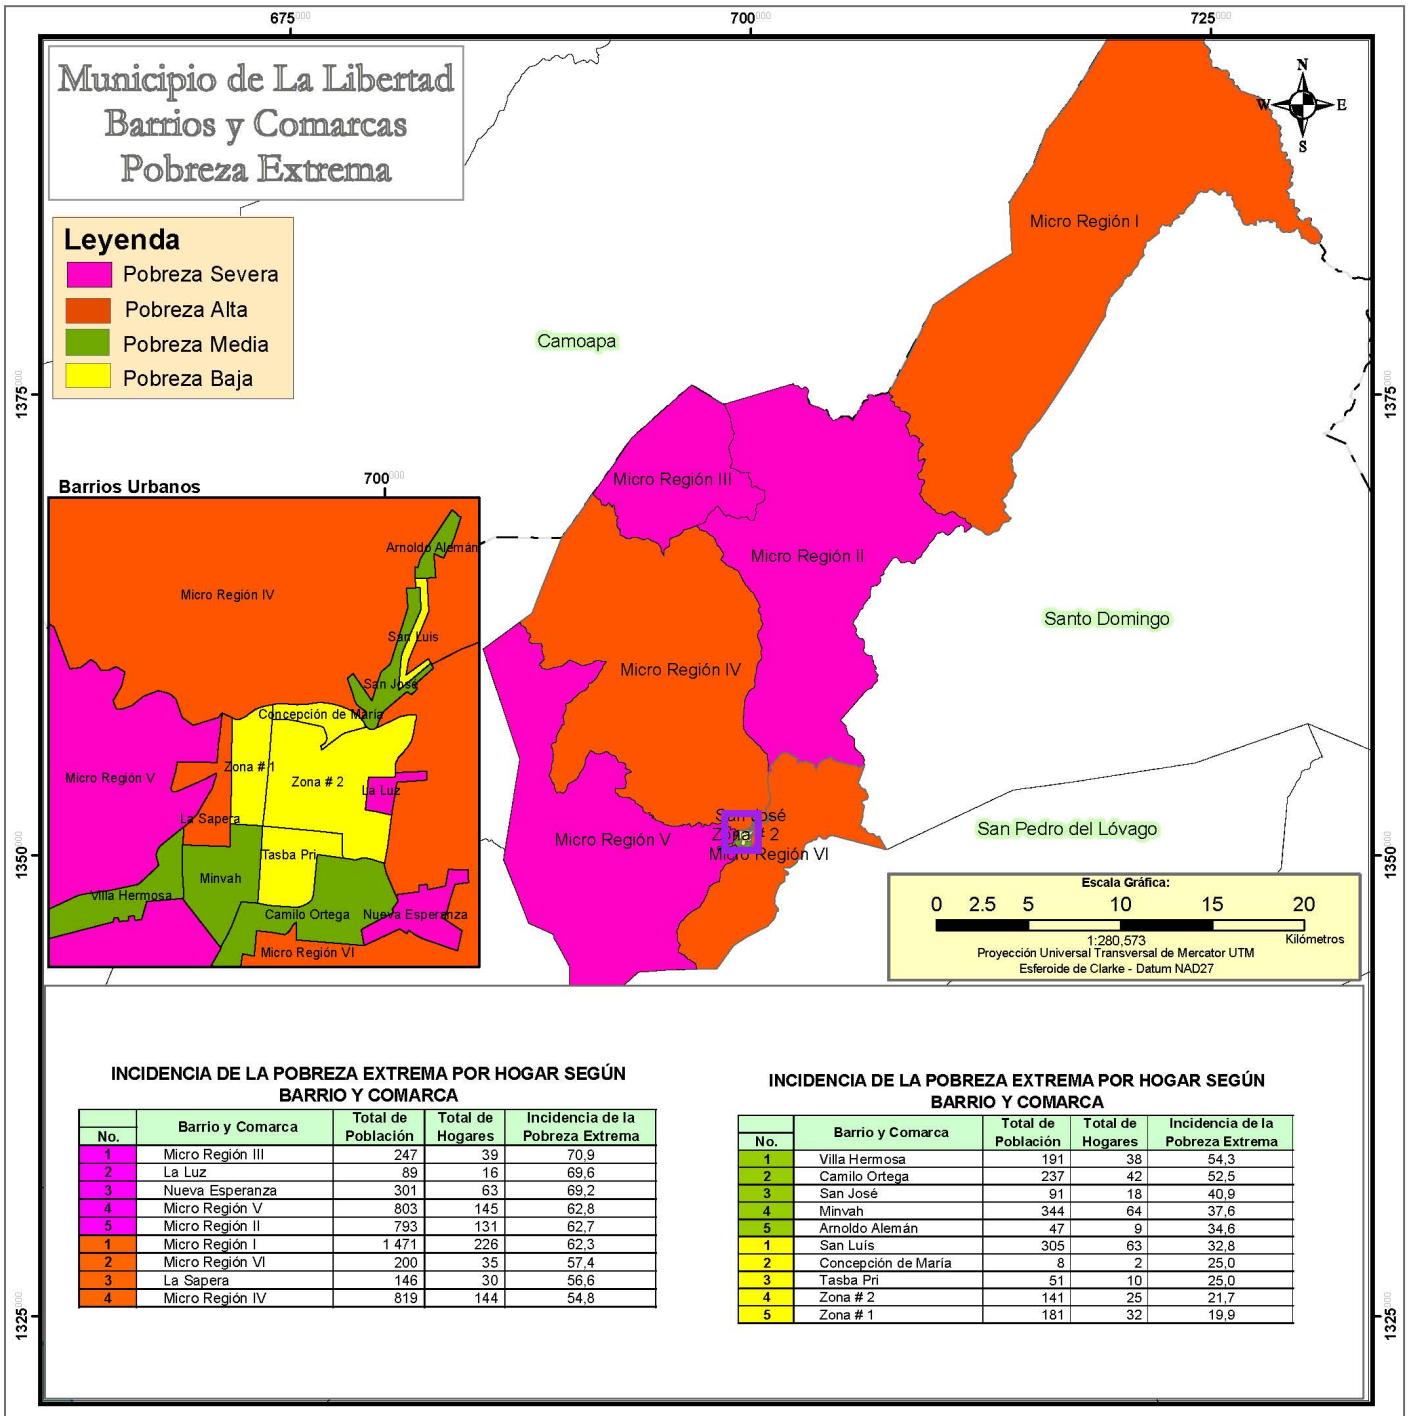 675000
700000
725000
Municipio de La Libertad
Barrios y Comarcas
Pobreza Extrema
N
W E
S
Leyenda
Pobreza Severa
Pobreza Alta
Pobreza Media
Pobreza Baja
1375000
1375000
1350000
1350000
1325000
1325000
Micro Región I
Camoapa
Micro Región III
Micro Región II
Santo Domingo
Micro Región IV
San José
Zona # 2
Micro Región V
Micro Región VI
San Pedro del Lóvago
Barrios Urbanos
700000
Arnoldo Alemán
Micro Región IV
San Luis
San José
Concepción de María
Micro Región V
Zona # 1
Zona # 2
La Luz
La Sapera
Tasba Pri
Minvah
Villa Hermosa
Camilo Ortega
Nueva Esperanza
Micro Región VI
Escala Gráfica:
0 2.5 5 10 15 20
1:280,573
Kilómetros
Proyección Universal Transversal de Mercator UTM
Esferoide de Clarke - Datum NAD27
INCIDENCIA DE LA POBREZA EXTREMA POR HOGAR SEGÚN
BARRIO Y COMARCA
No. Barrio y Comarca Total de Población Total de Hogares Incidencia de la Pobreza Extrema
1 Micro Región III 247 39 70,9
2 La Luz 89 16 69,6
3 Nueva Esperanza 301 63 69,2
4 Micro Región V 803 145 62,8
5 Micro Región II 793 131 62,7
1 Micro Región I 1 471 226 62,3
2 Micro Región VI 200 35 57,4
3 La Sapera 146 30 56,6
4 Micro Región IV 819 144 54,8
INCIDENCIA DE LA POBREZA EXTREMA POR HOGAR SEGÚN
BARRIO Y COMARCA
No. Barrio y Comarca Total de Población Total de Hogares Incidencia de la Pobreza Extrema
1 Villa Hermosa 191 38 54,3
2 Camilo Ortega 237 42 52,5
3 San José 91 18 40,9
4 Minvah 344 64 37,6
5 Arnoldo Alemán 47 9 34,6
1 San Luís 305 63 32,8
2 Concepción de María 8 2 25,0
3 Tasba Pri 51 10 25,0
4 Zona # 2 141 25 21,7
5 Zona # 1 181 32 19,9